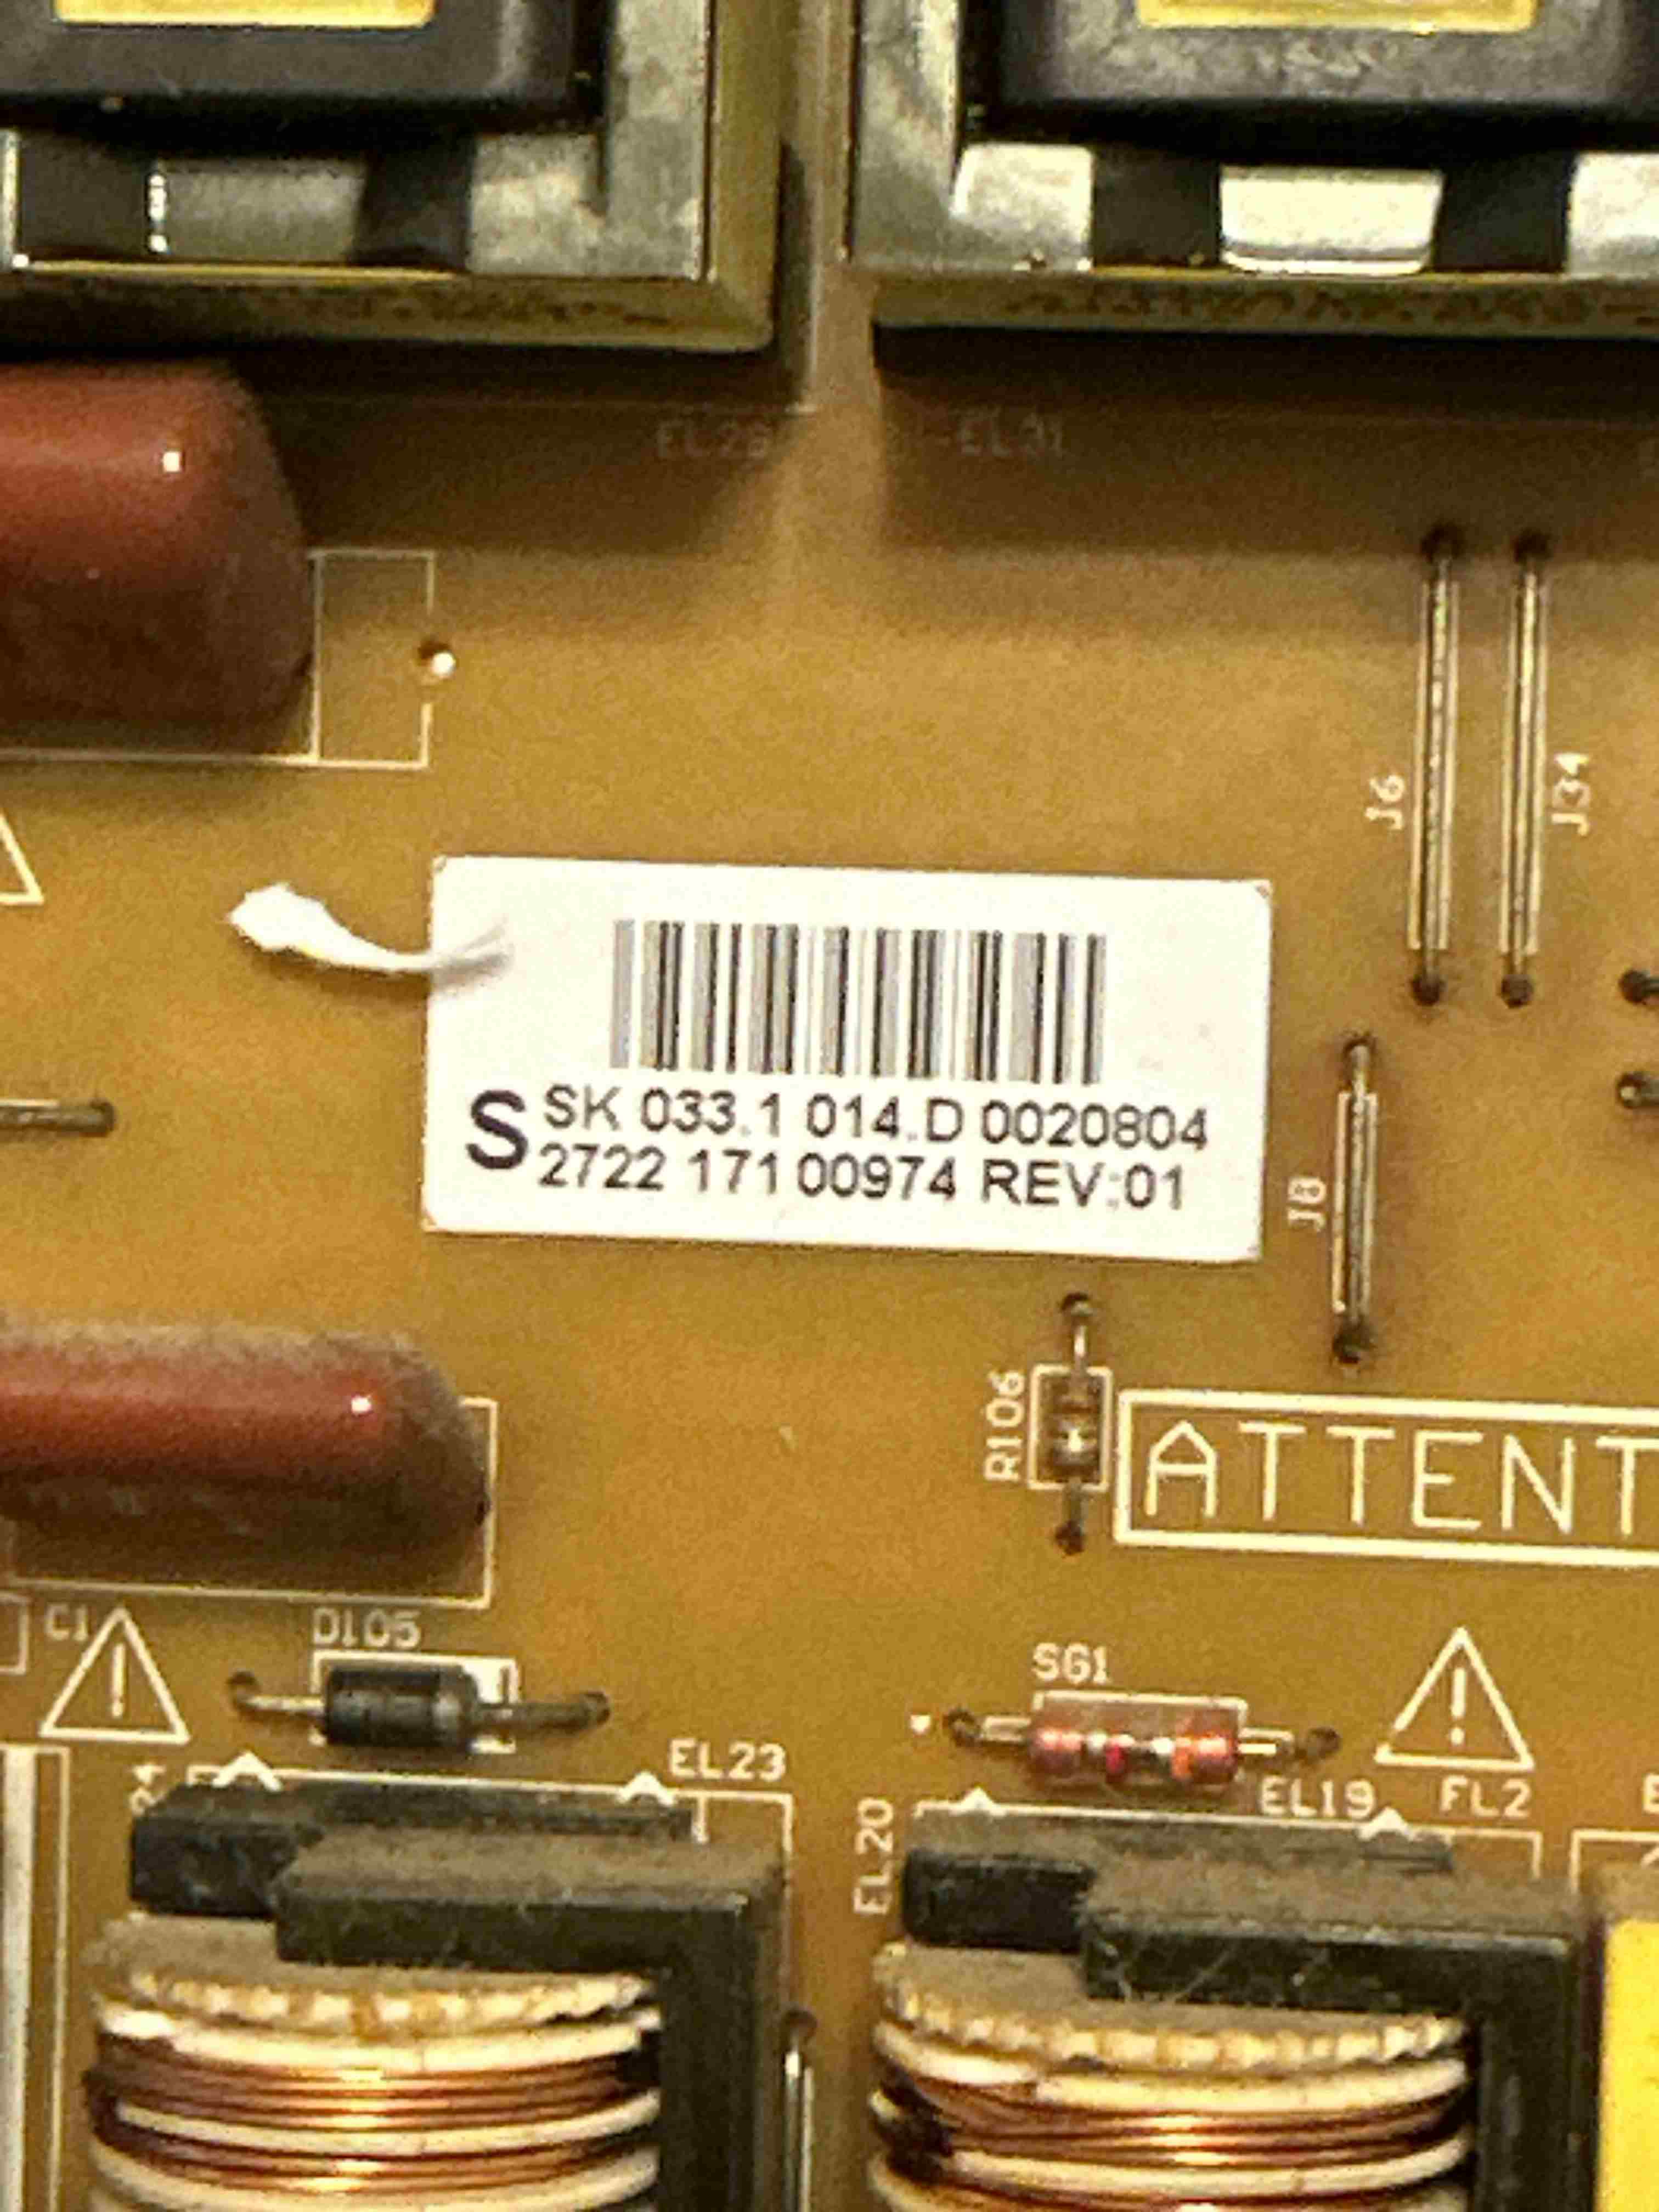 EL31
J6
J34
S SK 033.1 014.D 0020804
2722 171 00974 REV:01
J8
R106
ATTENT
C1
D105
SG1
EL23
EL19
FL2
EL20